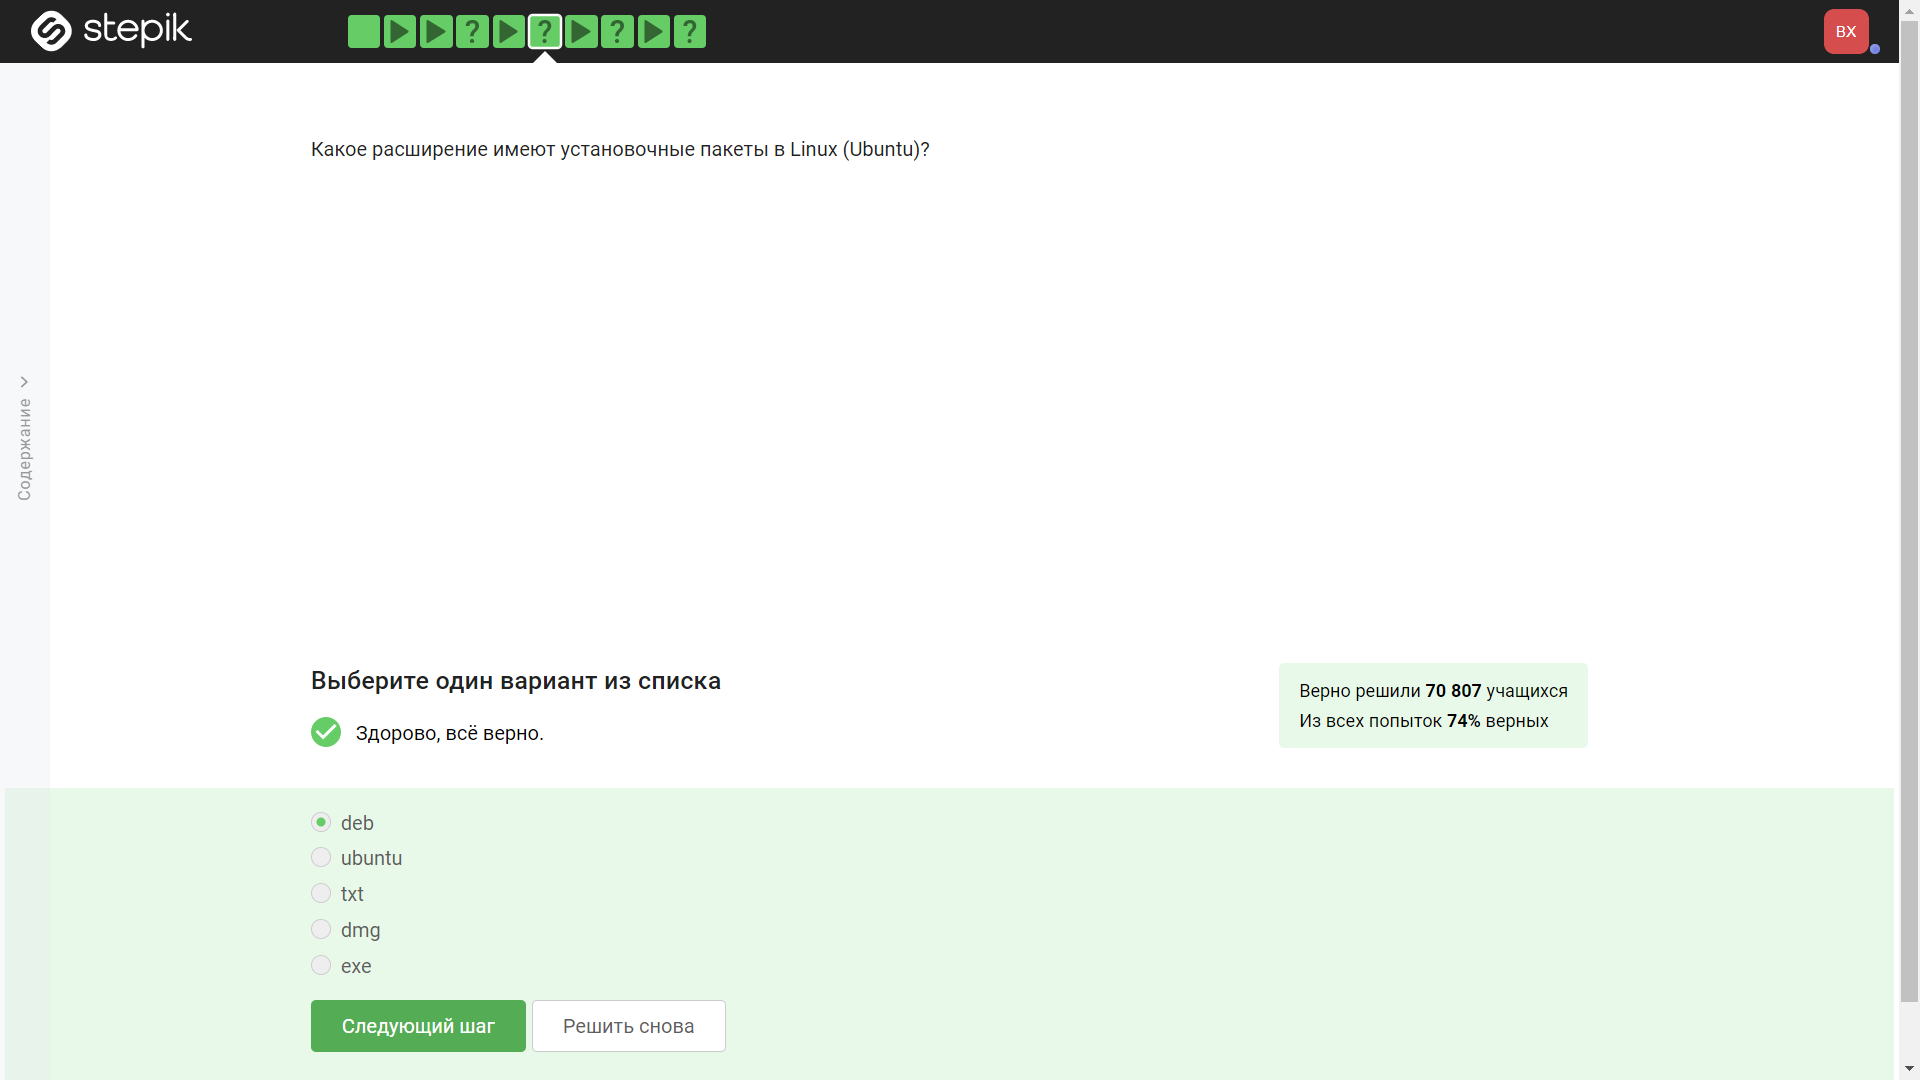 stepik
? ? ? ?
BX
Содержание
Какое расширение имеют установочные пакеты в Linux (Ubuntu)?
Выберите один вариант из списка
Здорово, всё верно.
Верно решили 70 807 учащихся
Из всех попыток 74% верных
deb
ubuntu
txt
dmg
exe
Следующий шаг
Решить снова